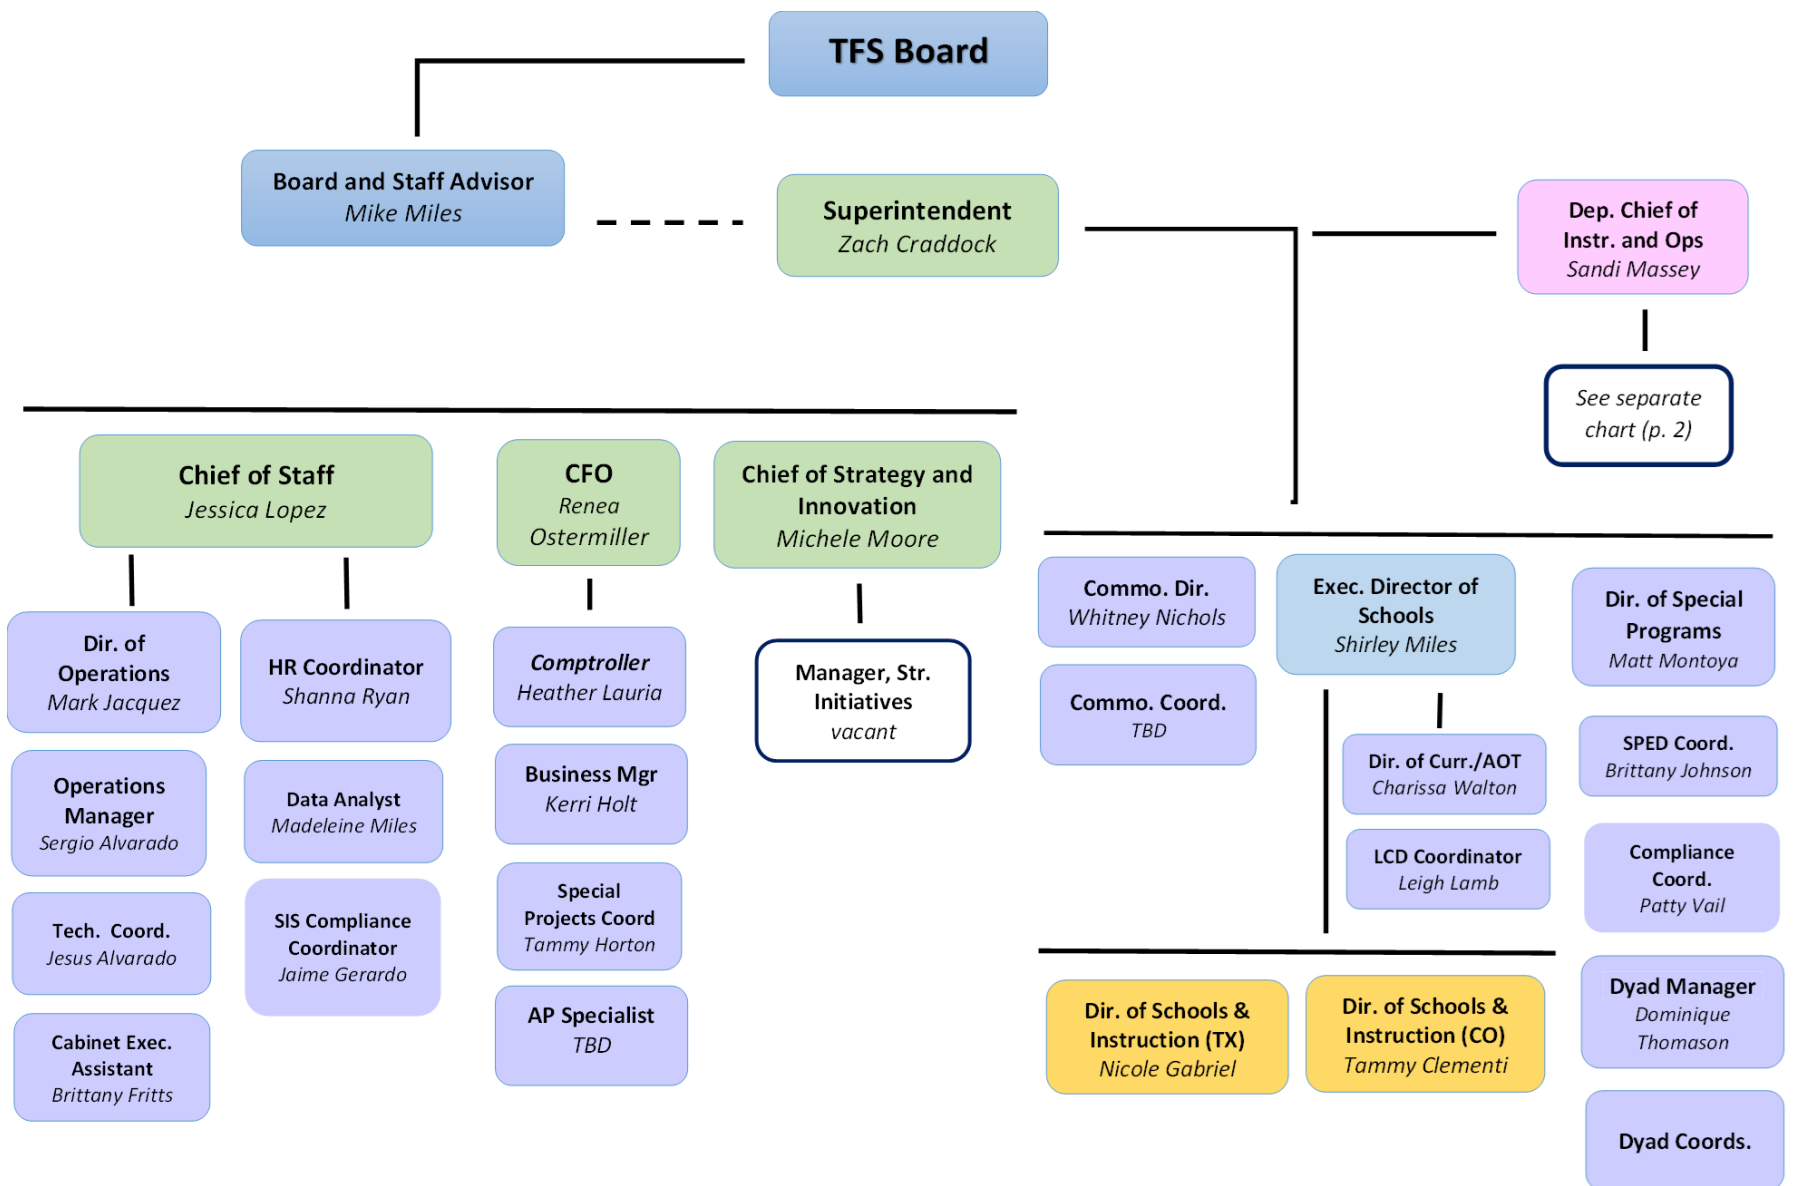 TFS Board
Board and Staff Advisor
Mike Miles
Superintendent
Zach Craddock
Dep. Chief of
Instr. and Ops
Sandi Massey
See separate
chart (p. 2)
Chief of Staff
Jessica Lopez
CFO
Renea
Ostermiller
Chief of Strategy and
Innovation
Michele Moore
Dir. of
Operations
Mark Jacquez
Operations
Manager
Sergio Alvarado
Tech. Coord.
Jesus Alvarado
Cabinet Exec.
Assistant
Brittany Fritts
HR Coordinator
Shanna Ryan
Data Analyst
Madeleine Miles
SIS Compliance
Coordinator
Jaime Gerardo
Comptroller
Heather Lauria
Business Mgr
Kerri Holt
Special
Projects Coord
Tammy Horton
AP Specialist
TBD
Manager, Str.
Initiatives
vacant
Commo. Dir.
Whitney Nichols
Commo. Coord.
TBD
Exec. Director of
Schools
Shirley Miles
Dir. of Curr./AOT
Charissa Walton
LCD Coordinator
Leigh Lamb
Dir. of Schools &
Instruction (TX)
Nicole Gabriel
Dir. of Schools &
Instruction (CO)
Tammy Clementi
Dir. of Special
Programs
Matt Montoya
SPED Coord.
Brittany Johnson
Compliance
Coord.
Patty Vail
Dyad Manager
Dominique
Thomason
Dyad Coords.